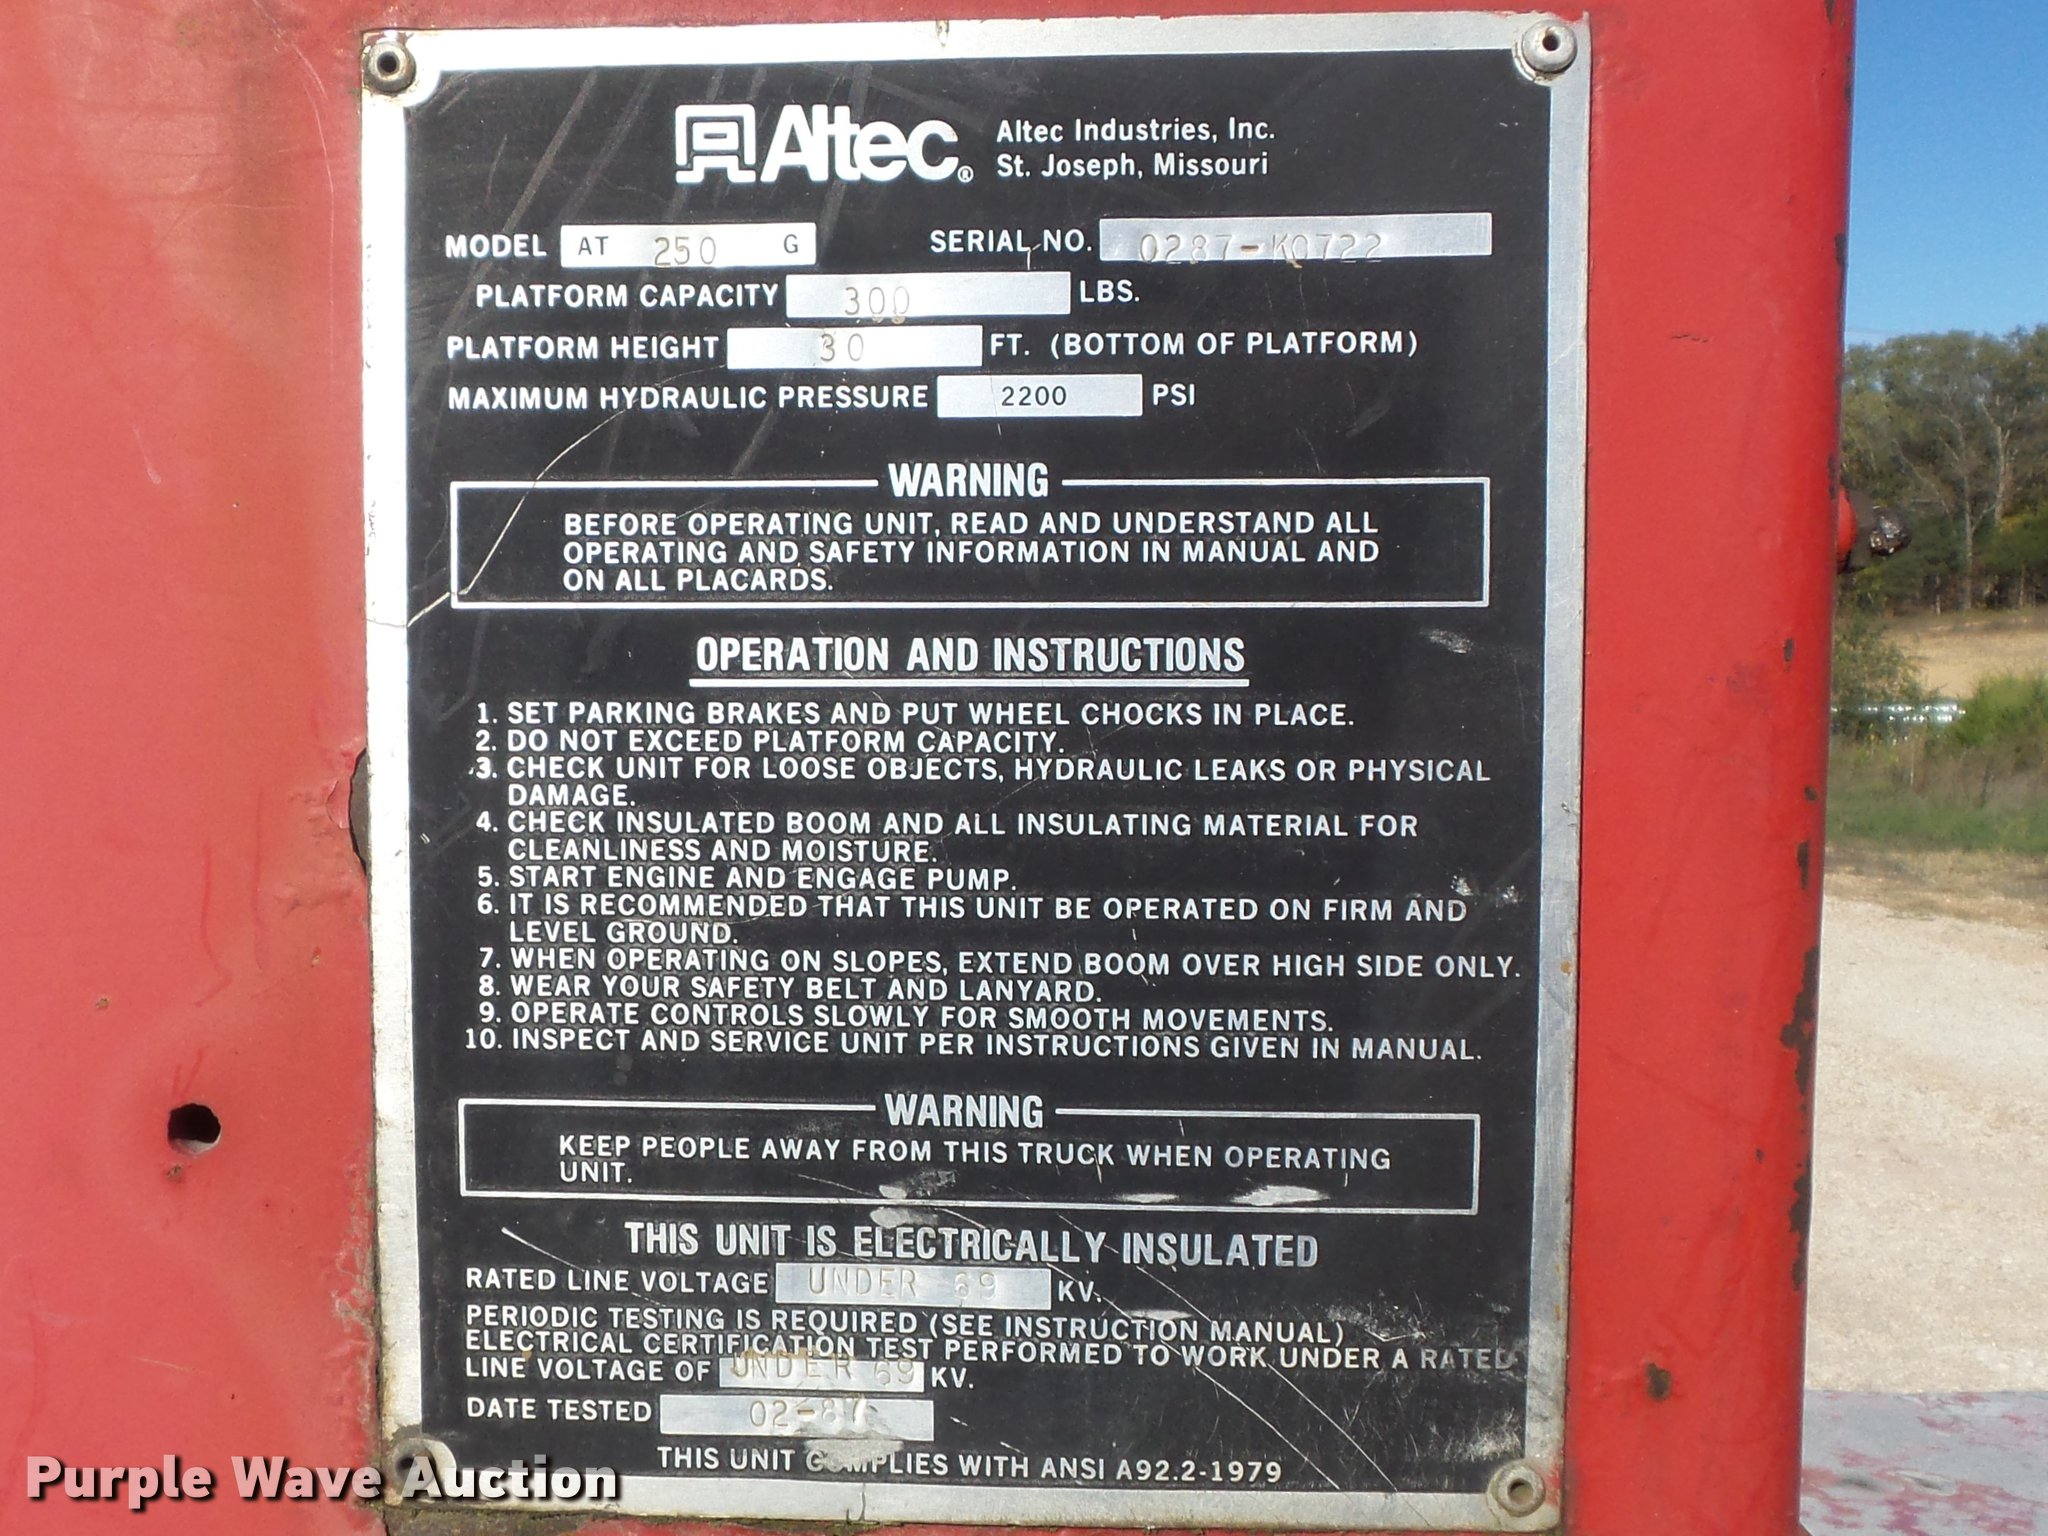 Altec® Altec Industries, Inc.
St. Joseph, Missouri
MODEL AT 250 G SERIAL NO. 0287-K0722
PLATFORM CAPACITY 300 LBS.
PLATFORM HEIGHT 30 FT. (BOTTOM OF PLATFORM)
MAXIMUM HYDRAULIC PRESSURE 2200 PSI
WARNING
BEFORE OPERATING UNIT, READ AND UNDERSTAND ALL
OPERATING AND SAFETY INFORMATION IN MANUAL AND
ON ALL PLACARDS.
OPERATION AND INSTRUCTIONS
1. SET PARKING BRAKES AND PUT WHEEL CHOCKS IN PLACE.
2. DO NOT EXCEED PLATFORM CAPACITY.
3. CHECK UNIT FOR LOOSE OBJECTS, HYDRAULIC LEAKS OR PHYSICAL
DAMAGE.
4. CHECK INSULATED BOOM AND ALL INSULATING MATERIAL FOR
CLEANLINESS AND MOISTURE.
5. START ENGINE AND ENGAGE PUMP.
6. IT IS RECOMMENDED THAT THIS UNIT BE OPERATED ON FIRM AND
LEVEL GROUND.
7. WHEN OPERATING ON SLOPES, EXTEND BOOM OVER HIGH SIDE ONLY.
8. WEAR YOUR SAFETY BELT AND LANYARD.
9. OPERATE CONTROLS SLOWLY FOR SMOOTH MOVEMENTS.
10. INSPECT AND SERVICE UNIT PER INSTRUCTIONS GIVEN IN MANUAL.
WARNING
KEEP PEOPLE AWAY FROM THIS TRUCK WHEN OPERATING
UNIT.
THIS UNIT IS ELECTRICALLY INSULATED
RATED LINE VOLTAGE UNDER 69 KV.
PERIODIC TESTING IS REQUIRED (SEE INSTRUCTION MANUAL)
ELECTRICAL CERTIFICATION TEST PERFORMED TO WORK UNDER A RATED
LINE VOLTAGE OF UNDER 69 KV.
DATE TESTED 02-87
THIS UNIT COMPLIES WITH ANSI A92.2-1979
Purple Wave Auction